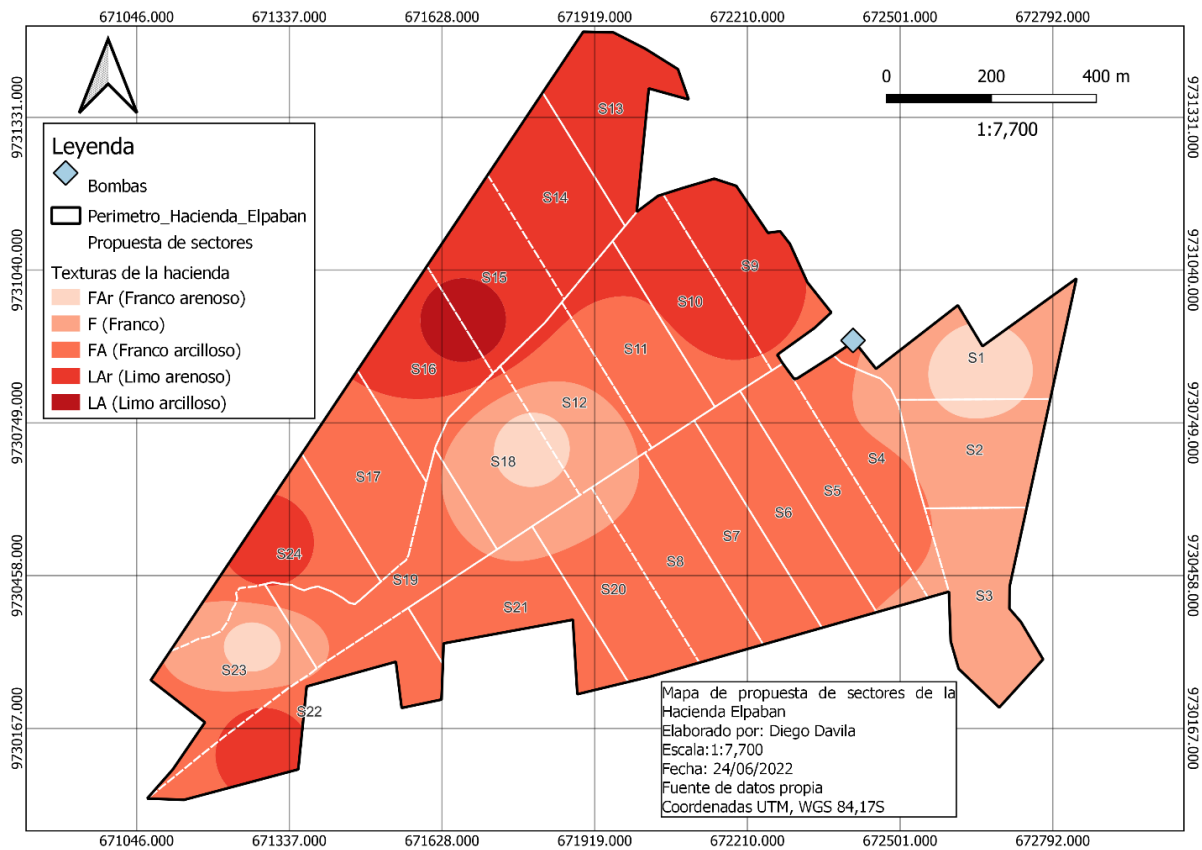 671046.000 671337.000 671628.000 671919.000 672210.000 672501.000 672792.000
0 200 400 m
1:7,700
9731331.000 9731331.000
9731040.000 9731040.000
9730749.000 9730749.000
9730458.000 9730458.000
9730167.000 9730167.000
Leyenda
Bombas
Perimetro_Hacienda_Elpaban
Propuesta de sectores
Texturas de la hacienda
FAr (Franco arenoso)
F (Franco)
FA (Franco arcilloso)
LAr (Limo arenoso)
LA (Limo arcilloso)
S13
S14
S15
S9
S10
S11
S16
S1
S12
S2
S18
S4
S17
S5
S6
S7
S24
S8
S19
S20
S21
S3
S23
S22
Mapa de propuesta de sectores de la
Hacienda Elpaban
Elaborado por: Diego Davila
Escala:1:7,700
Fecha: 24/06/2022
Fuente de datos propia
Coordenadas UTM, WGS 84,17S
671046.000 671337.000 671628.000 671919.000 672210.000 672501.000 672792.000